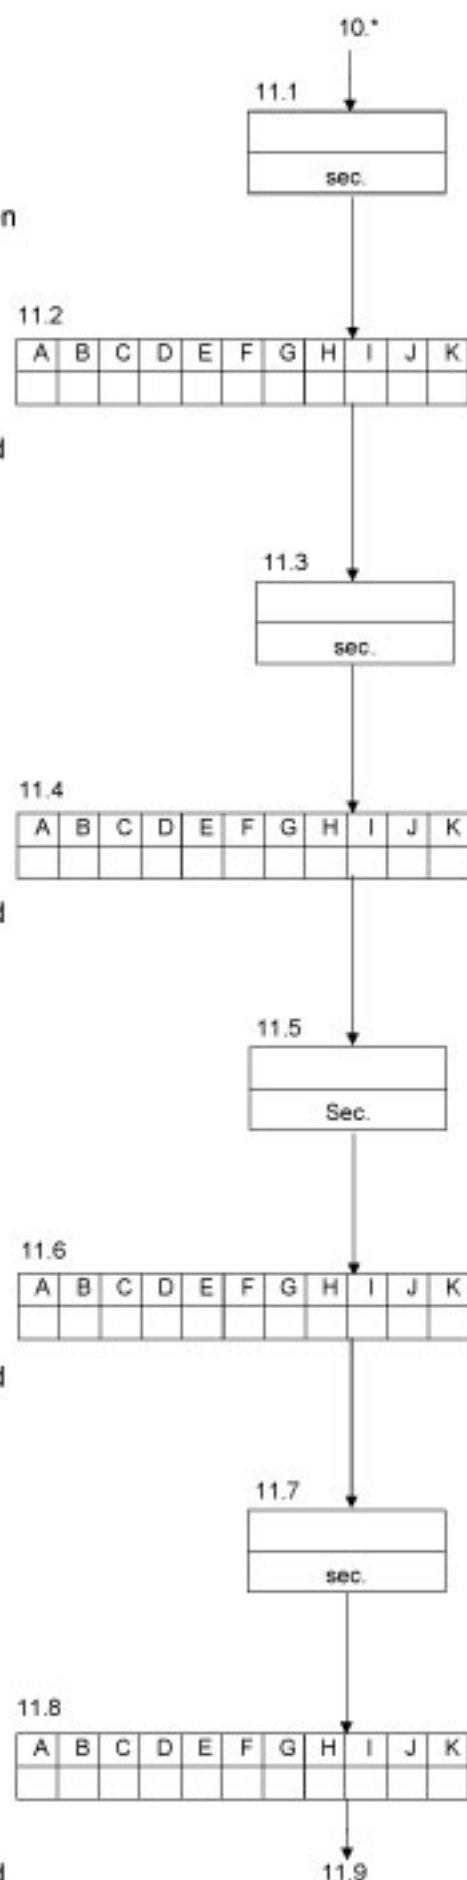 10.*
11.1
sec.
n
11.2
A B C D E F G H I J K
d
11.3
sec.
11.4
A B C D E F G H I J K
d
11.5
Sec.
11.6
A B C D E F G H I J K
d
11.7
sec.
11.8
A B C D E F G H I J K
d
11.9